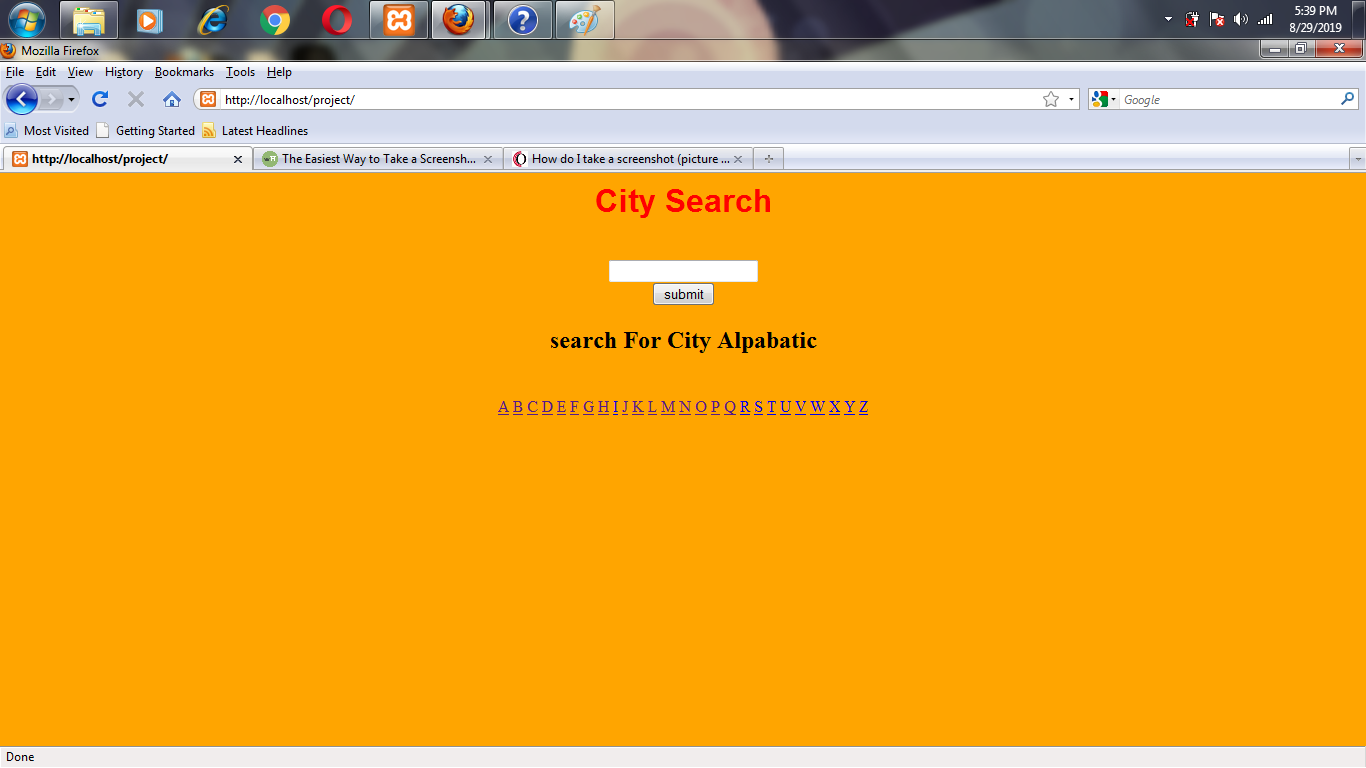 5:39 PM
8/29/2019
Mozilla Firefox
File Edit View History Bookmarks Tools Help
http://localhost/project/
Google
Most Visited Getting Started Latest Headlines
http://localhost/project/ The Easiest Way to Take a Screensh... How do I take a screenshot (picture ...
City Search
submit
search For City Alpabatic
A B C D E F G H I J K L M N O P Q R S T U V W X Y Z
Done